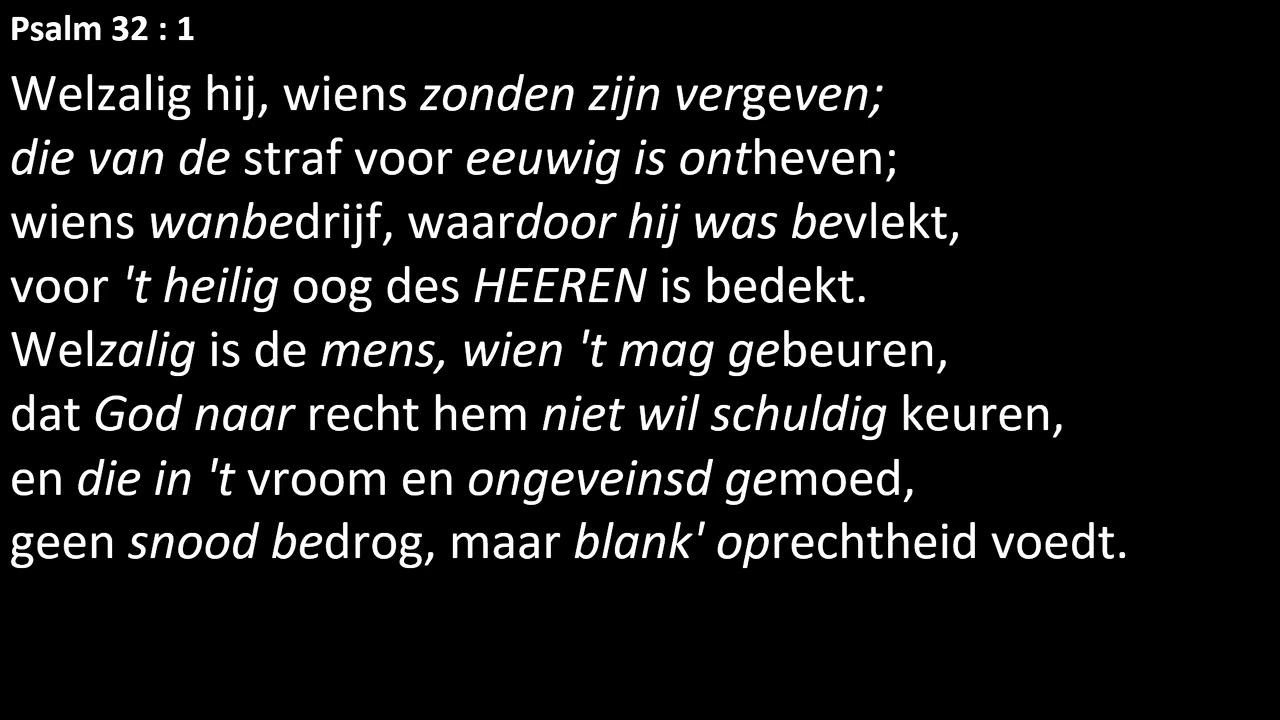 Psalm 32 : 1
Welzalig hij, wiens zonden zijn vergeven;
die van de straf voor eeuwig is ontheven;
wiens wanbedrijf, waardoor hij was bevlekt,
voor 't heilig oog des HEEREN is bedekt.
Welzalig is de mens, wien 't mag gebeuren,
dat God naar recht hem niet wil schuldig keuren,
en die in 't vroom en ongeveinsd gemoed,
geen snood bedrog, maar blank' oprechtheid voedt.